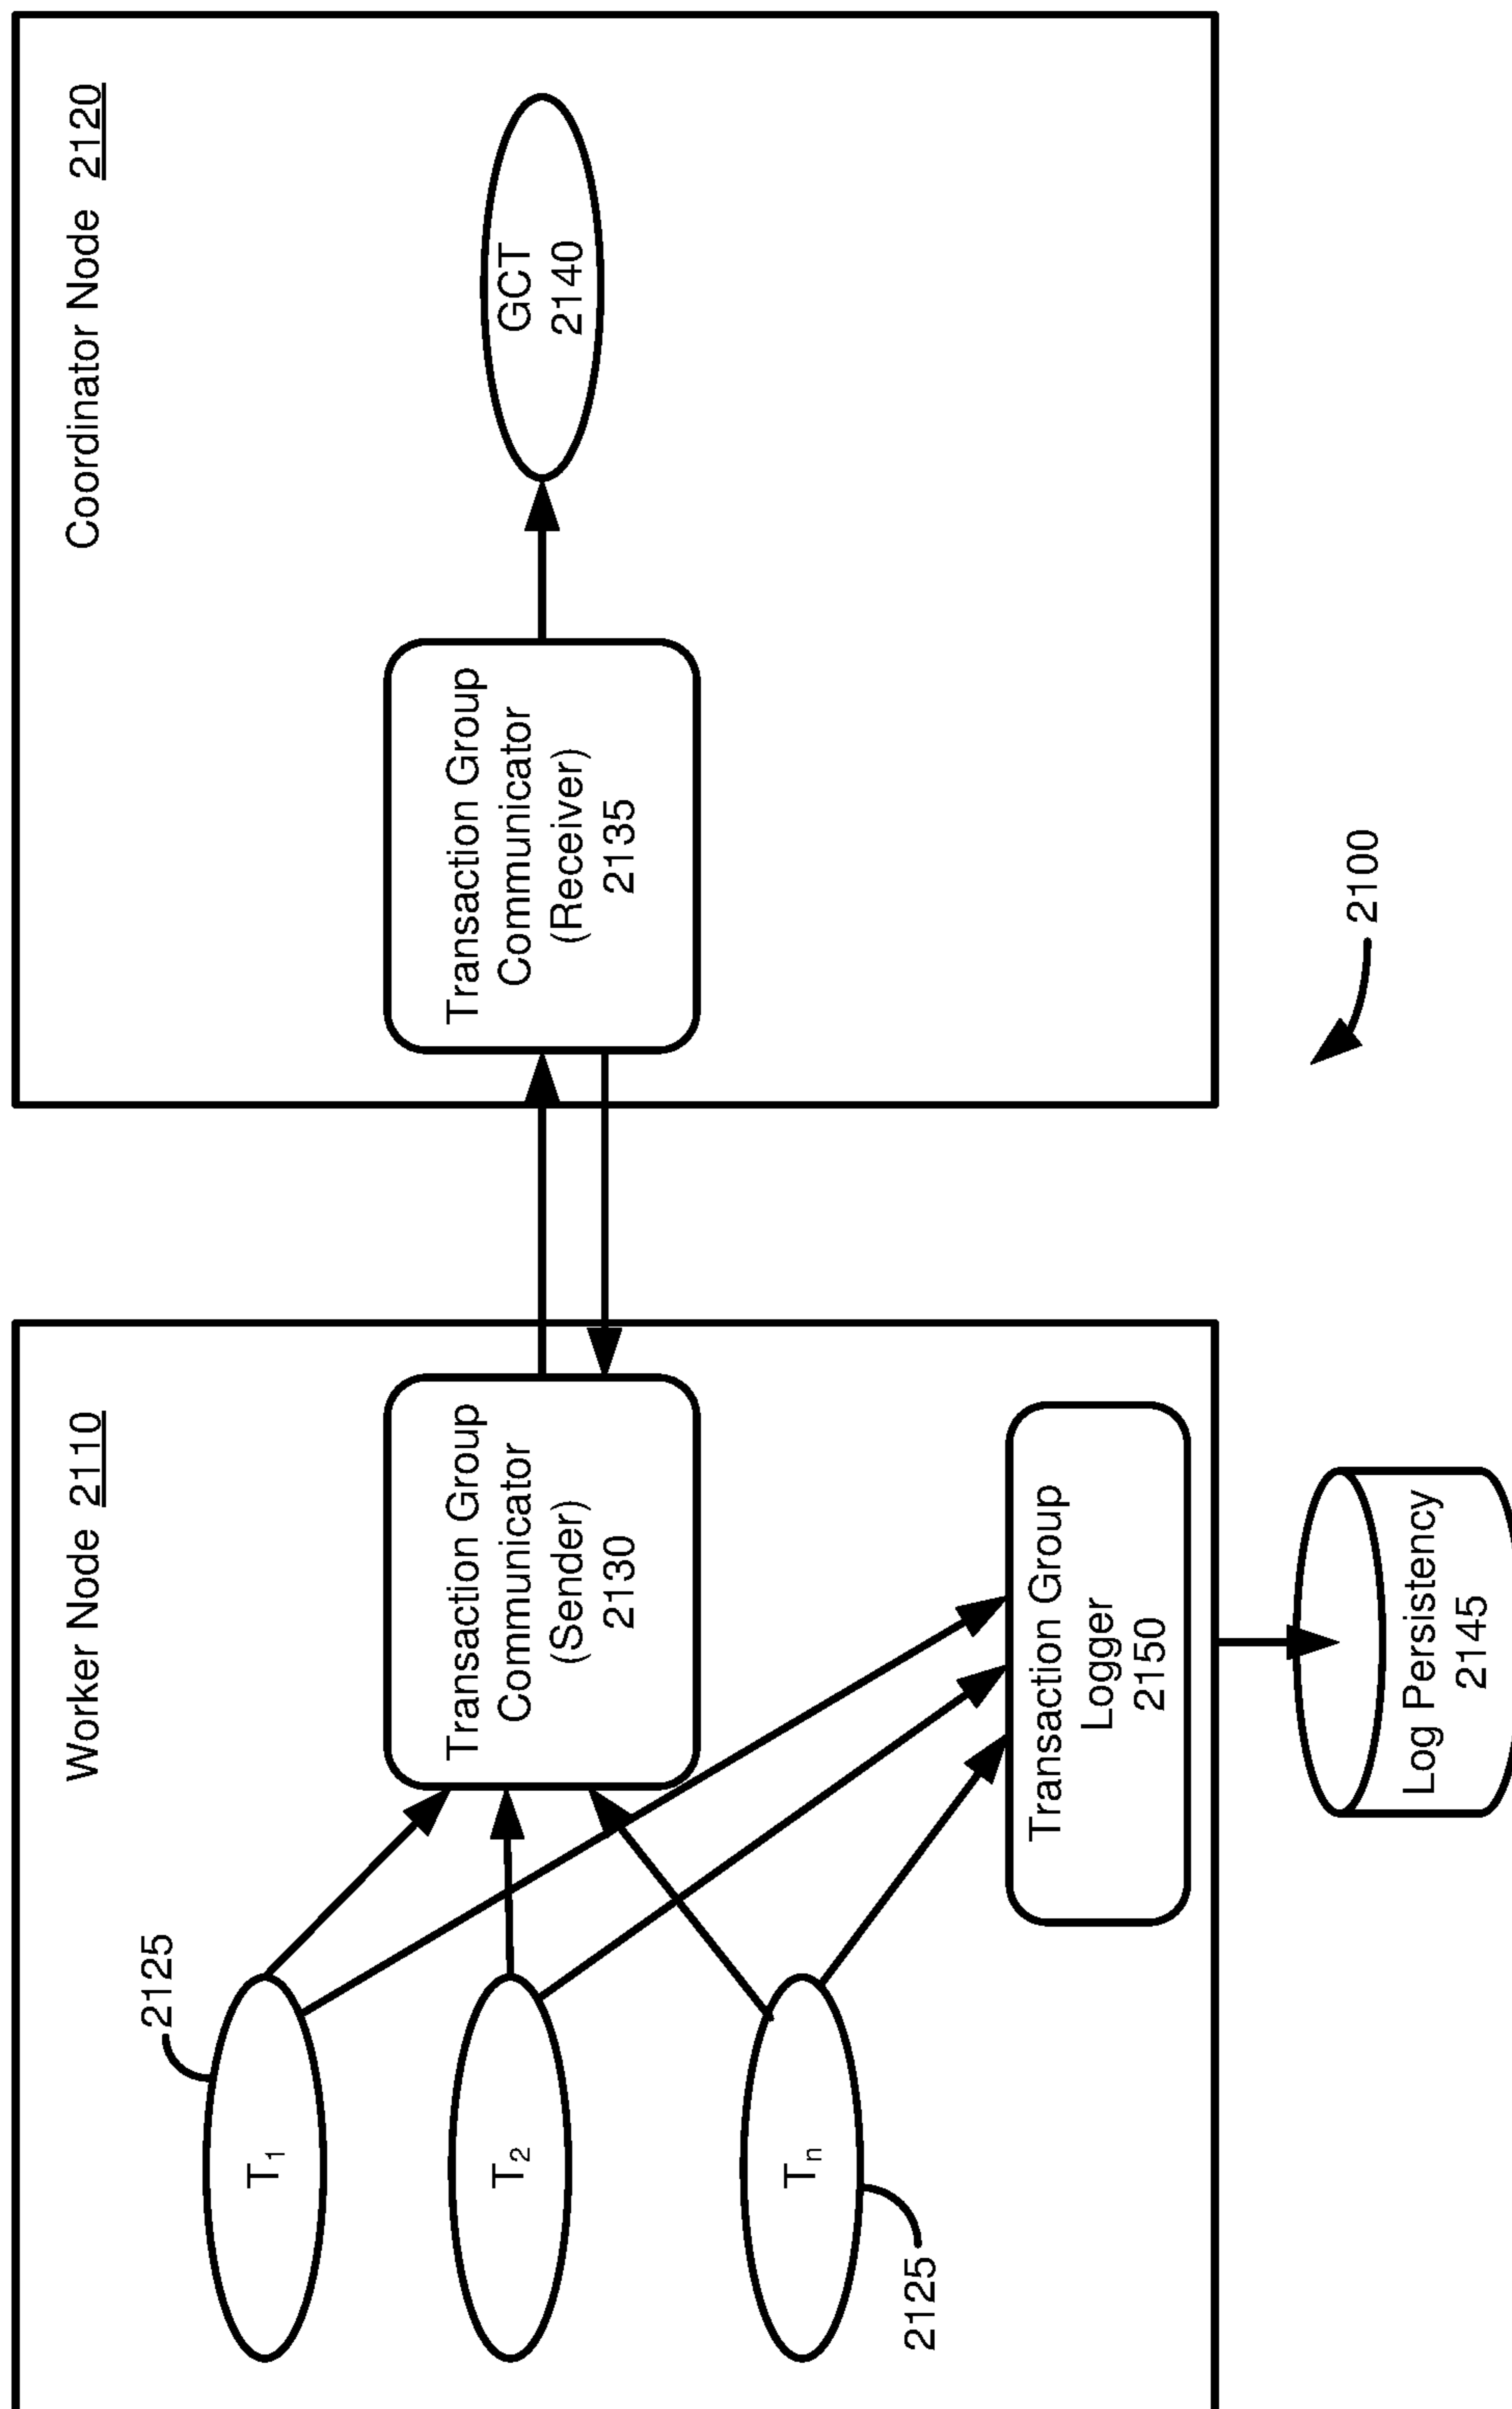 Worker Node 2110
2125
T1
T2
Tn
2125
Transaction Group
Communicator
(Sender)
2130
Transaction Group
Logger
2150
Log Persistency
2145
Coordinator Node 2120
Transaction Group
Communicator
(Receiver)
2135
GCT
2140
2100